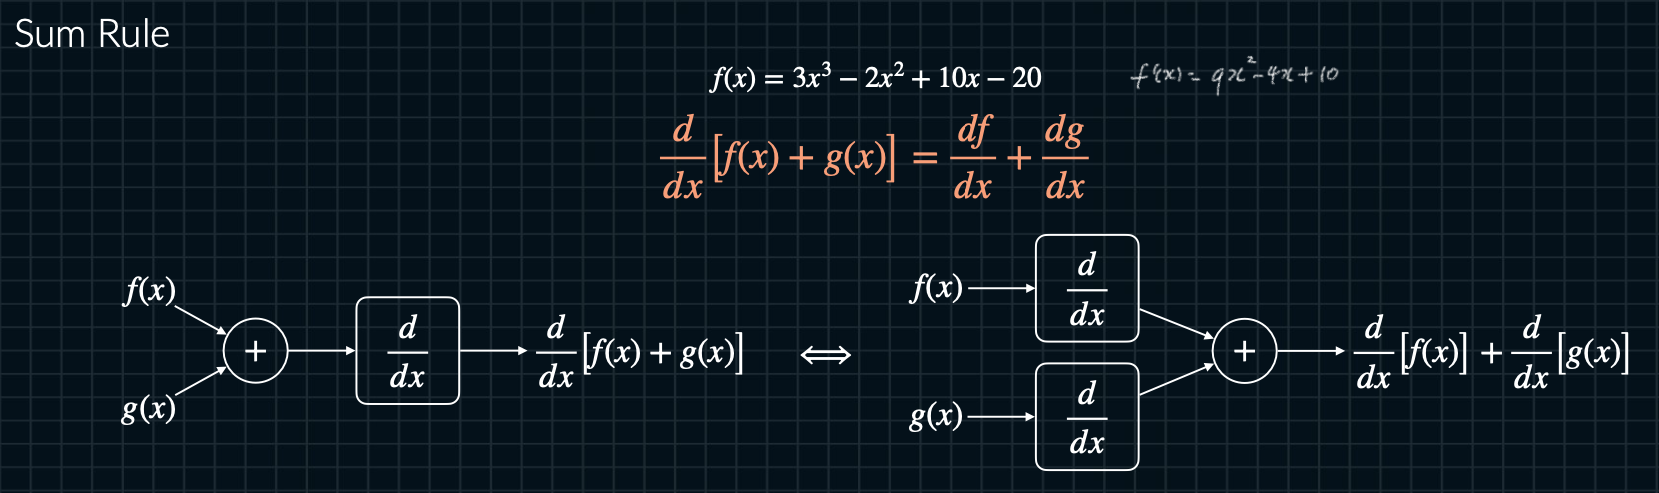 Sum Rule
f(x) = 3x³ − 2x² + 10x − 20
f'(x) = 9x² − 4x + 10
d/dx [f(x) + g(x)] = df/dx + dg/dx
f(x)
g(x)
+
d/dx
d/dx [f(x) + g(x)]
⟺
f(x)
d/dx
g(x)
d/dx
+
d/dx [f(x)] + d/dx [g(x)]